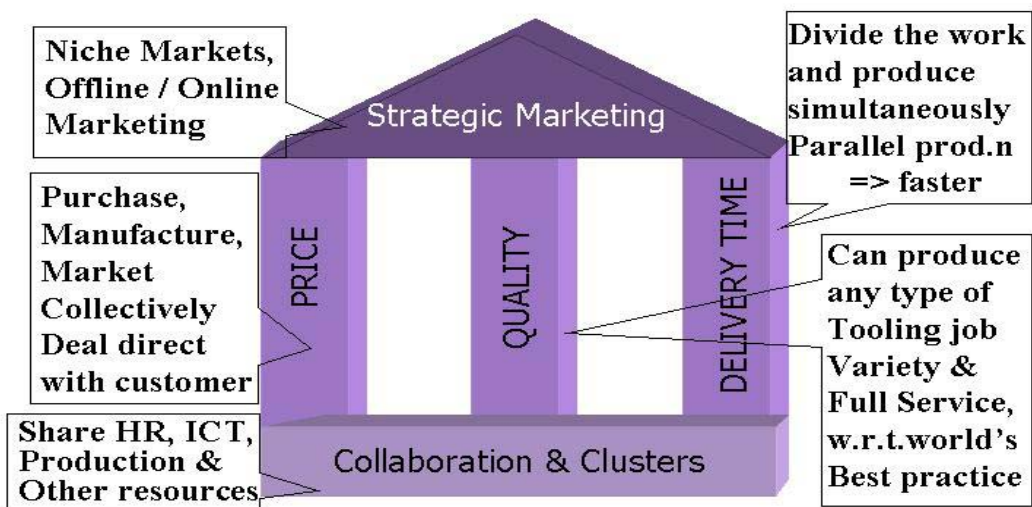 Niche Markets,
Offline / Online
Marketing
Strategic Marketing
Divide the work
and produce
simultaneously
Parallel prod.n
=> faster
Purchase,
Manufacture,
Market
Collectively
Deal direct
with customer
PRICE
QUALITY
DELIVERY TIME
Can produce
any type of
Tooling job
Variety &
Full Service,
w.r.t.world's
Best practice
Share HR, ICT,
Production &
Other resources
Collaboration & Clusters